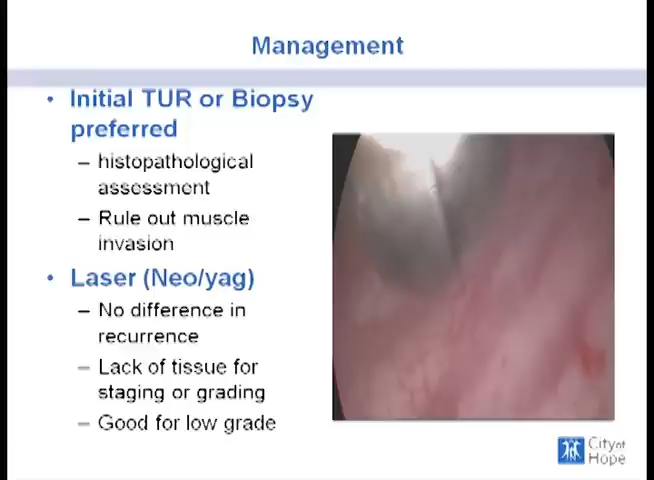 Management
• Initial TUR or Biopsy
preferred
– histopathological
assessment
– Rule out muscle
invasion
• Laser (Neo/yag)
– No difference in
recurrence
– Lack of tissue for
staging or grading
– Good for low grade
City of
Hope